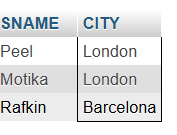 SNAME CITY
Peel London
Motika London
Rafkin Barcelona